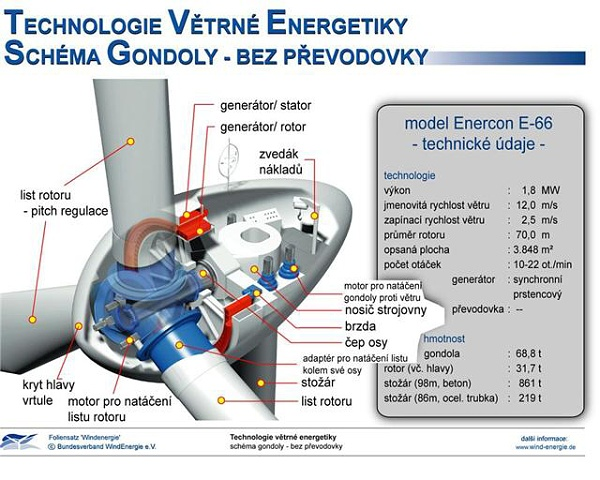 TECHNOLOGIE VĚTRNÉ ENERGETIKY
SCHÉMA GONDOLY - BEZ PŘEVODOVKY
generátor/ stator
generátor/ rotor
zvedák
nákladů
list rotoru
- pitch regulace
motor pro natáčení
gondoly proti větru
nosič strojovny
brzda
čep osy
adaptér pro natáčení listu
kolem své osy
stožár
list rotoru
kryt hlavy
vrtule
motor pro natáčení
listu rotoru
model Enercon E-66
- technické údaje -
technologie
výkon : 1,8 MW
jmenovitá rychlost větru : 12,0 m/s
zapínací rychlost větru : 2,5 m/s
průměr rotoru : 70,0 m
opsaná plocha : 3.848 m²
počet otáček : 10-22 ot./min
generátor : synchronní
prstencový
převodovka : --
hmotnost
gondola : 68,8 t
rotor (vč. hlavy) : 31,7 t
stožár (98m, beton) : 861 t
stožár (86m, ocel. trubka) : 219 t
Foliensatz 'Windenergie'
© Bundesverband WindEnergie e.V.
Technologie větrné energetiky
schéma gondoly - bez převodovky
další informace:
www.wind-energie.de